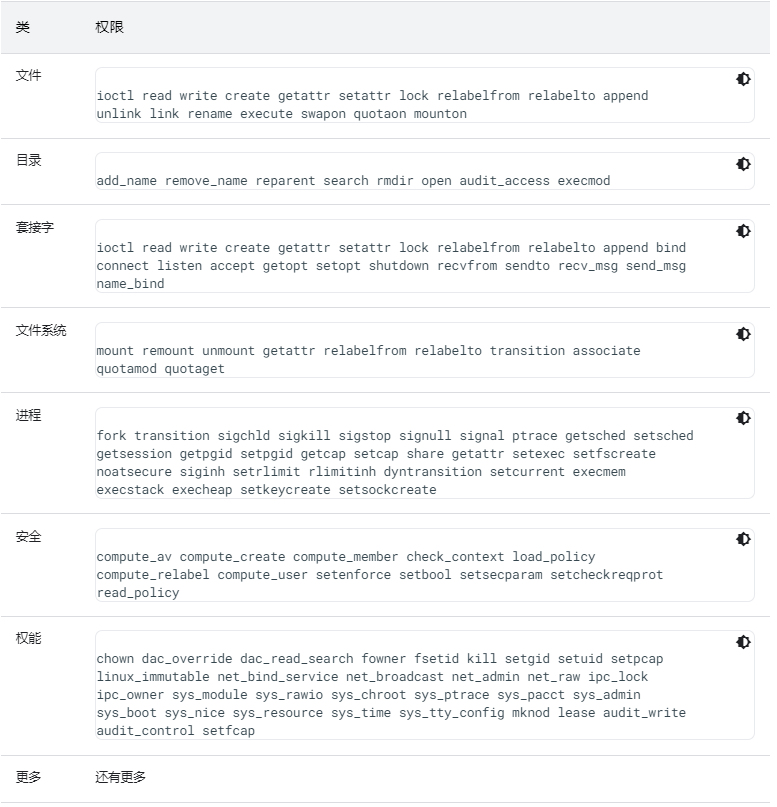 类 权限
文件
ioctl read write create getattr setattr lock relabelfrom relabelto append
unlink link rename execute swapon quotaon mounton
目录
add_name remove_name reparent search rmdir open audit_access execmod
套接字
ioctl read write create getattr setattr lock relabelfrom relabelto append bind
connect listen accept getopt setopt shutdown recvfrom sendto recv_msg send_msg
name_bind
文件系统
mount remount unmount getattr relabelfrom relabelto transition associate
quotamod quotaget
进程
fork transition sigchld sigkill sigstop signull signal ptrace getsched setsched
getsession getpgid setpgid getcap setcap share getattr setexec setfscreate
noatsecure siginh setrlimit rlimitinh dyntransition setcurrent execmem
execstack execheap setkeycreate setsockcreate
安全
compute_av compute_create compute_member check_context load_policy
compute_relabel compute_user setenforce setbool setsecparam setcheckreqprot
read_policy
权能
chown dac_override dac_read_search fowner fsetid kill setgid setuid setpcap
linux_immutable net_bind_service net_broadcast net_admin net_raw ipc_lock
ipc_owner sys_module sys_rawio sys_chroot sys_ptrace sys_pacct sys_admin
sys_boot sys_nice sys_resource sys_time sys_tty_config mknod lease audit_write
audit_control setfcap
更多 还有更多